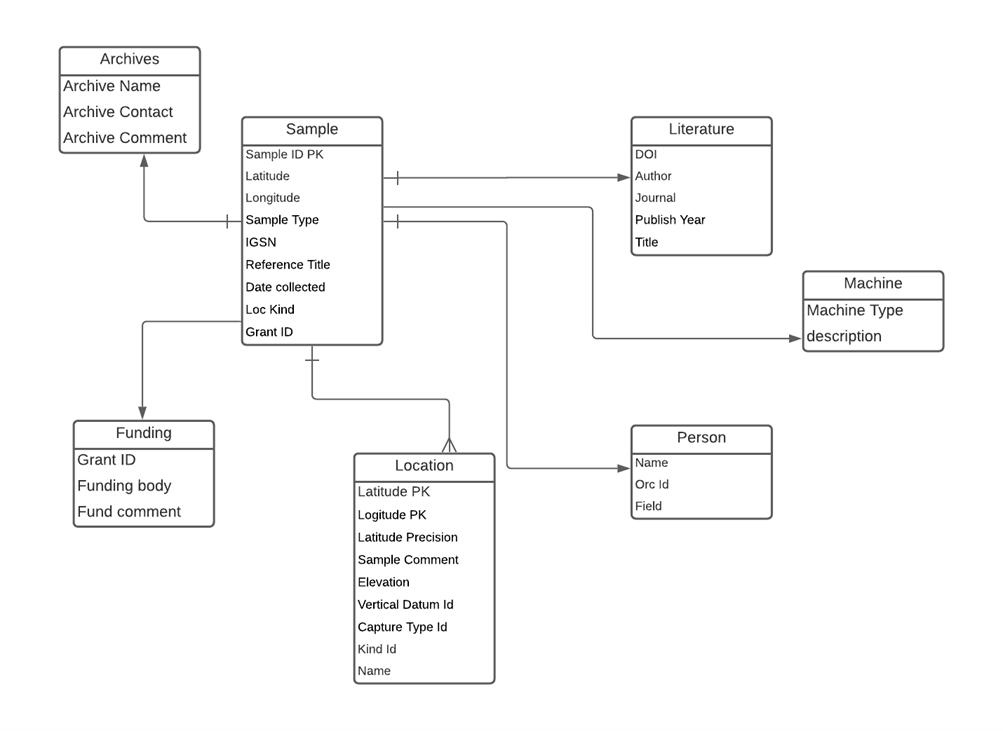 Archives
Archive Name
Archive Contact
Archive Comment
Sample
Sample ID PK
Latitude
Longitude
Sample Type
IGSN
Reference Title
Date collected
Loc Kind
Grant ID
Literature
DOI
Author
Journal
Publish Year
Title
Machine
Machine Type
description
Funding
Grant ID
Funding body
Fund comment
Location
Latitude PK
Logitude PK
Latitude Precision
Sample Comment
Elevation
Vertical Datum Id
Capture Type Id
Kind Id
Name
Person
Name
Orc Id
Field